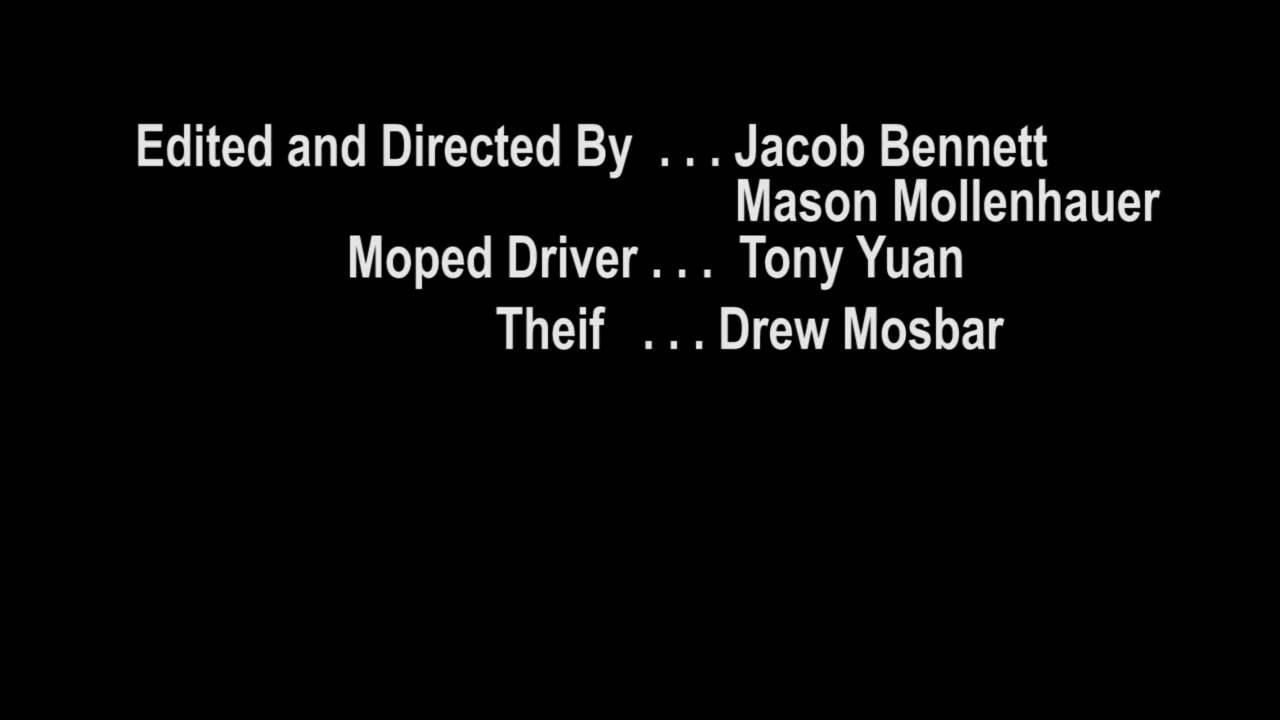 Edited and Directed By . . . Jacob Bennett
Mason Mollenhauer
Moped Driver . . . Tony Yuan
Theif . . . Drew Mosbar